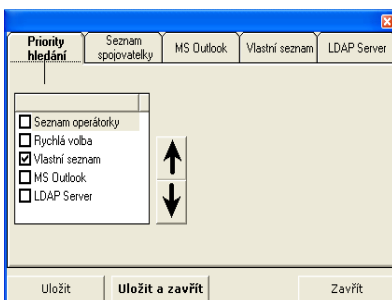 Priority hledání
Seznam spojovatelky
MS Outlook
Vlastní seznam
LDAP Server
Seznam operátorky
Rychlá volba
Vlastní seznam
MS Outlook
LDAP Server
Uložit
Uložit a zavřít
Zavřít